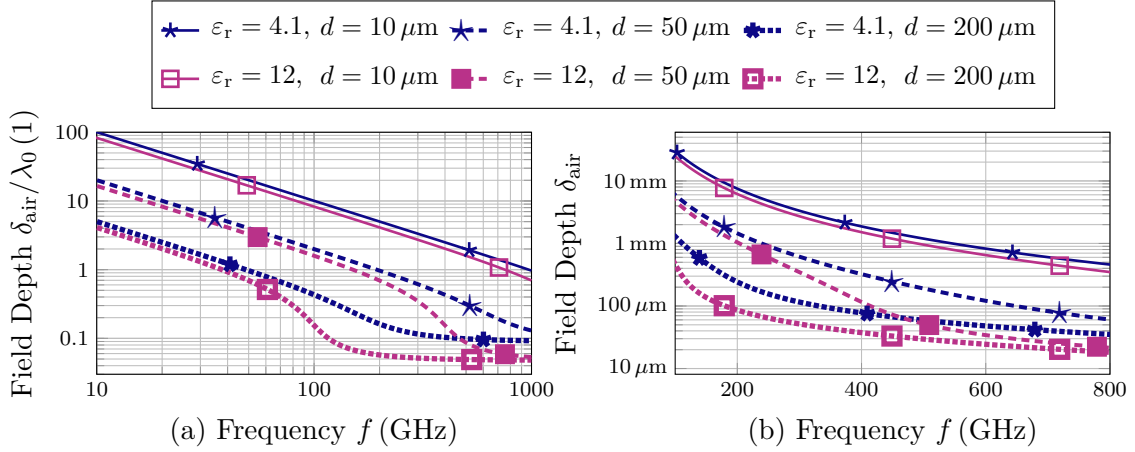 εr = 4.1, d = 10 μm εr = 4.1, d = 50 μm εr = 4.1, d = 200 μm
εr = 12, d = 10 μm εr = 12, d = 50 μm εr = 12, d = 200 μm
Field Depth δair/λ0 (1)
100
10
1
0.1
10 100 1000
(a) Frequency f (GHz)
Field Depth δair
10 mm
1 mm
100 μm
10 μm
200 400 600 800
(b) Frequency f (GHz)